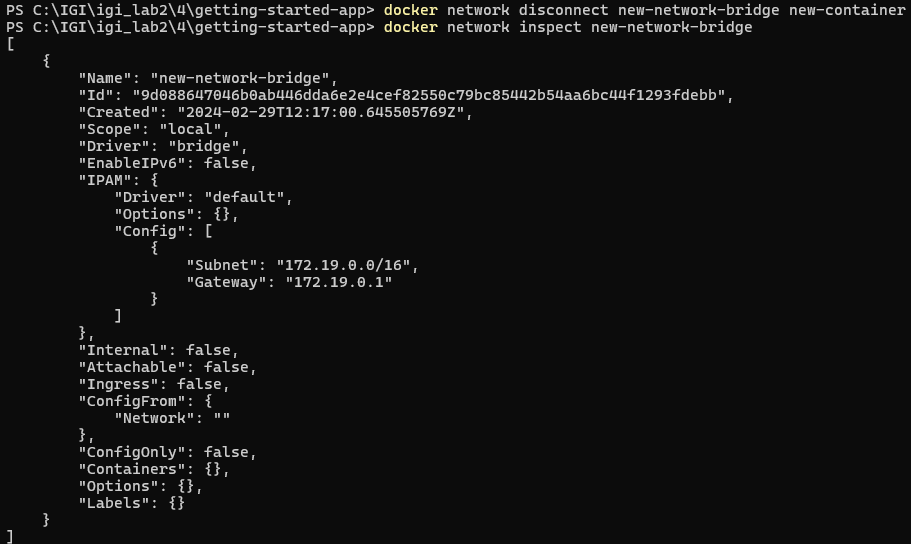 PS C:\IGI\igi_lab2\4\getting-started-app> docker network disconnect new-network-bridge new-container
PS C:\IGI\igi_lab2\4\getting-started-app> docker network inspect new-network-bridge
[
    {
        "Name": "new-network-bridge",
        "Id": "9d088647046b0ab446dda6e2e4cef82550c79bc85442b54aa6bc44f1293fdebb",
        "Created": "2024-02-29T12:17:00.645505769Z",
        "Scope": "local",
        "Driver": "bridge",
        "EnableIPv6": false,
        "IPAM": {
            "Driver": "default",
            "Options": {},
            "Config": [
                {
                    "Subnet": "172.19.0.0/16",
                    "Gateway": "172.19.0.1"
                }
            ]
        },
        "Internal": false,
        "Attachable": false,
        "Ingress": false,
        "ConfigFrom": {
            "Network": ""
        },
        "ConfigOnly": false,
        "Containers": {},
        "Options": {},
        "Labels": {}
    }
]